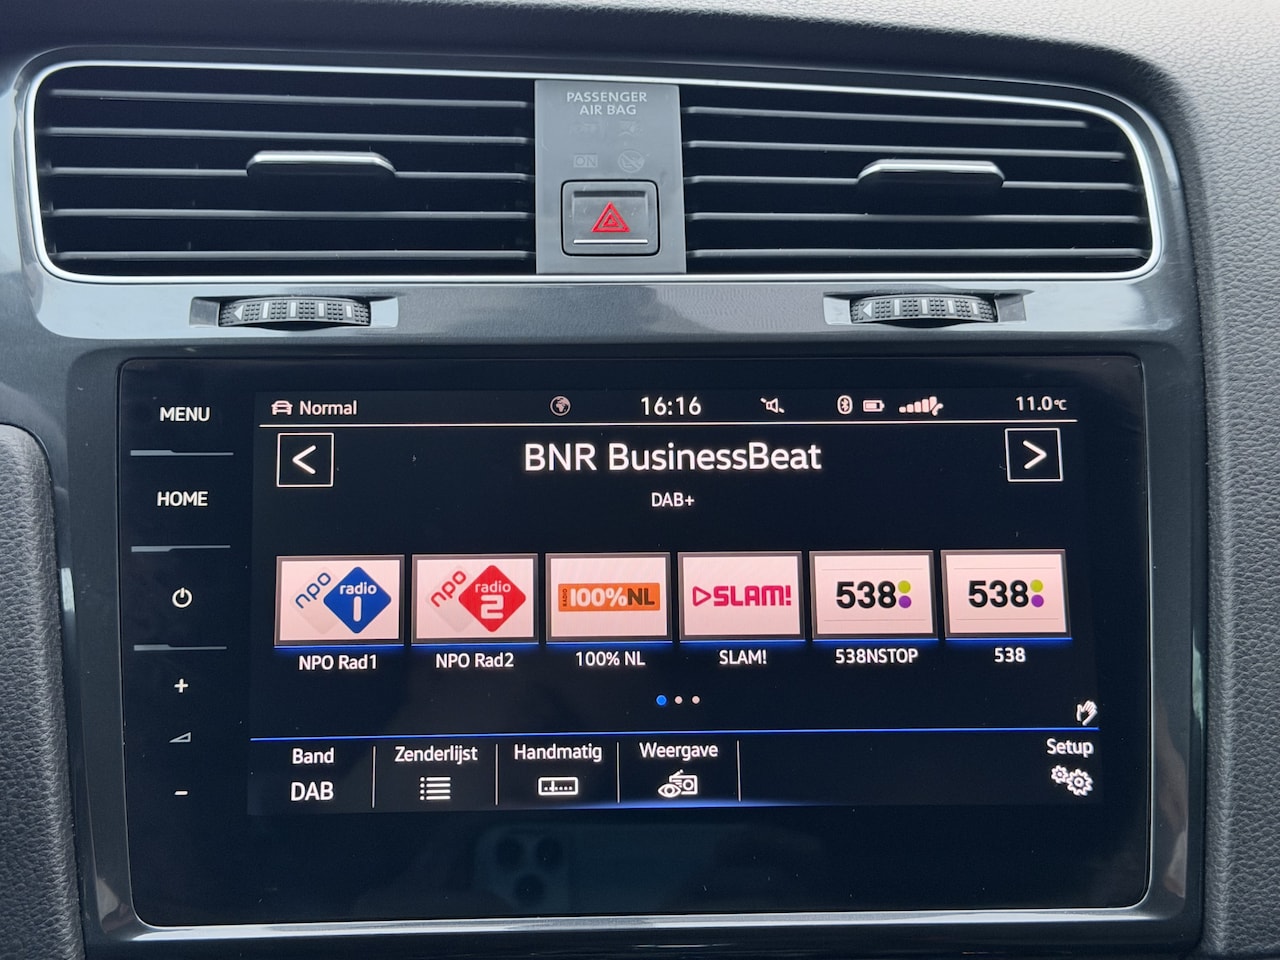 PASSENGER
AIR BAG
ON
MENU
HOME
Normal
16:16
11.0°C
<
BNR BusinessBeat
>
DAB+
npo radio 1
npo radio 2
RADIO 100%NL
SLAM!
538
538
NPO Rad1
NPO Rad2
100% NL
SLAM!
538NSTOP
538
+
-
Band
DAB
Zenderlijst
Handmatig
Weergave
Setup